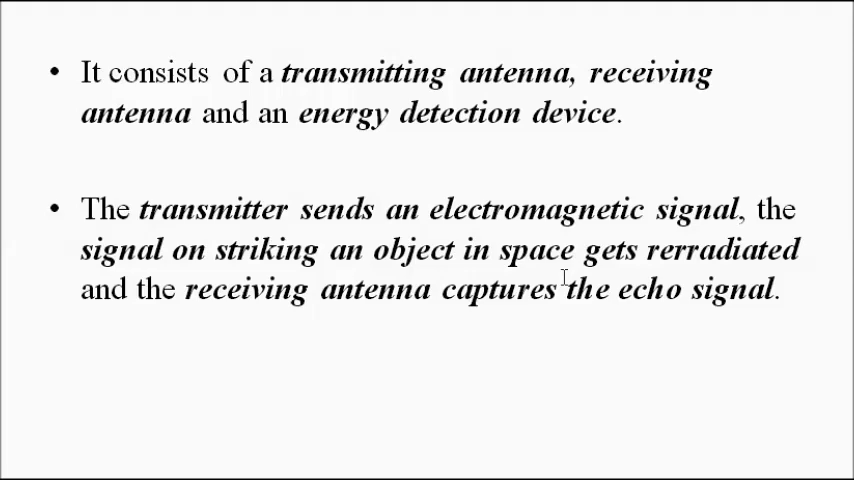 • It consists of a transmitting antenna, receiving
antenna and an energy detection device.
• The transmitter sends an electromagnetic signal, the
signal on striking an object in space gets rerradiated
and the receiving antenna captures the echo signal.